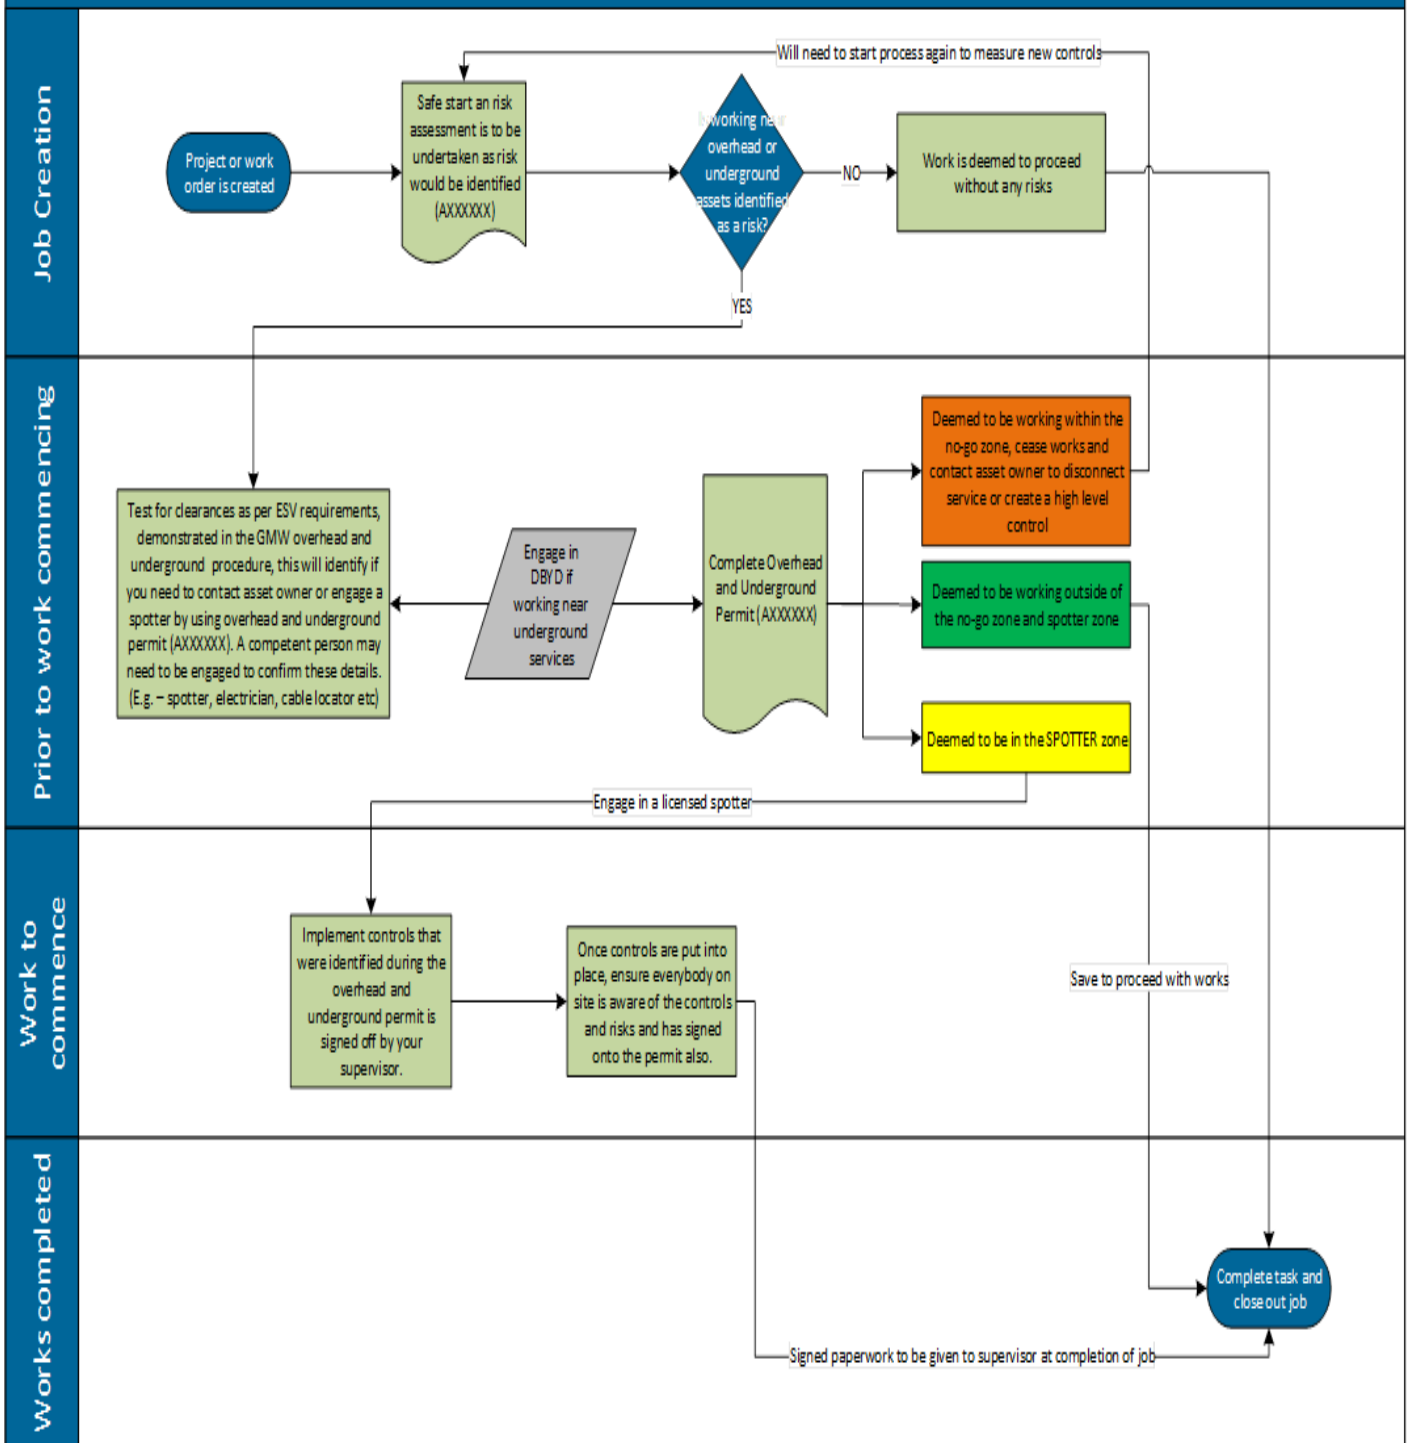 Job Creation
Will need to start process again to measure new controls
Project or work
order is created
Safe start an risk
assessment is to be
undertaken as risk
would be identified
(AXXXXXX)
working near
overhead or
underground
assets identified
as a risk?
NO
Work is deemed to proceed
without any risks
YES
Prior to work commencing
Test for clearances as per ESV requirements,
demonstrated in the GMW overhead and
underground procedure, this will identify if
you need to contact asset owner or engage a
spotter by using overhead and underground
permit (AXXXXXX). A competent person may
need to be engaged to confirm these details.
(E.g. – spotter, electrician, cable locator etc)
Engage in
DBYD if
working near
underground
services
Complete Overhead
and Underground
Permit (AXXXXXX)
Deemed to be working within the
no-go zone, cease works and
contact asset owner to disconnect
service or create a high level
control
Deemed to be working outside of
the no-go zone and spotter zone
Deemed to be in the SPOTTER zone
Engage in a licensed spotter
Work to
commence
Implement controls that
were identified during the
overhead and
underground permit is
signed off by your
supervisor.
Once controls are put into
place, ensure everybody on
site is aware of the controls
and risks and has signed
onto the permit also.
Save to proceed with works
Works completed
Complete task and
close out job
Signed paperwork to be given to supervisor at completion of job